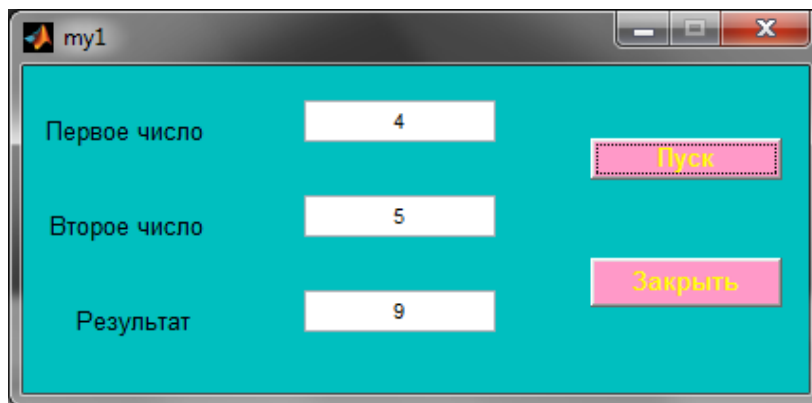 my1
Первое число
4
Пуск
Второе число
5
Закрыть
Результат
9